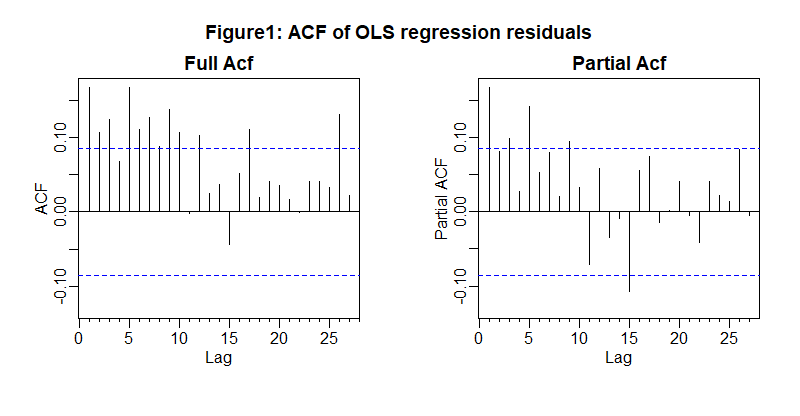 Figure1: ACF of OLS regression residuals
Full Acf
ACF
0.10
0.00
-0.10
0 5 10 15 20 25
Lag
Partial Acf
Partial ACF
0.10
0.00
-0.10
0 5 10 15 20 25
Lag